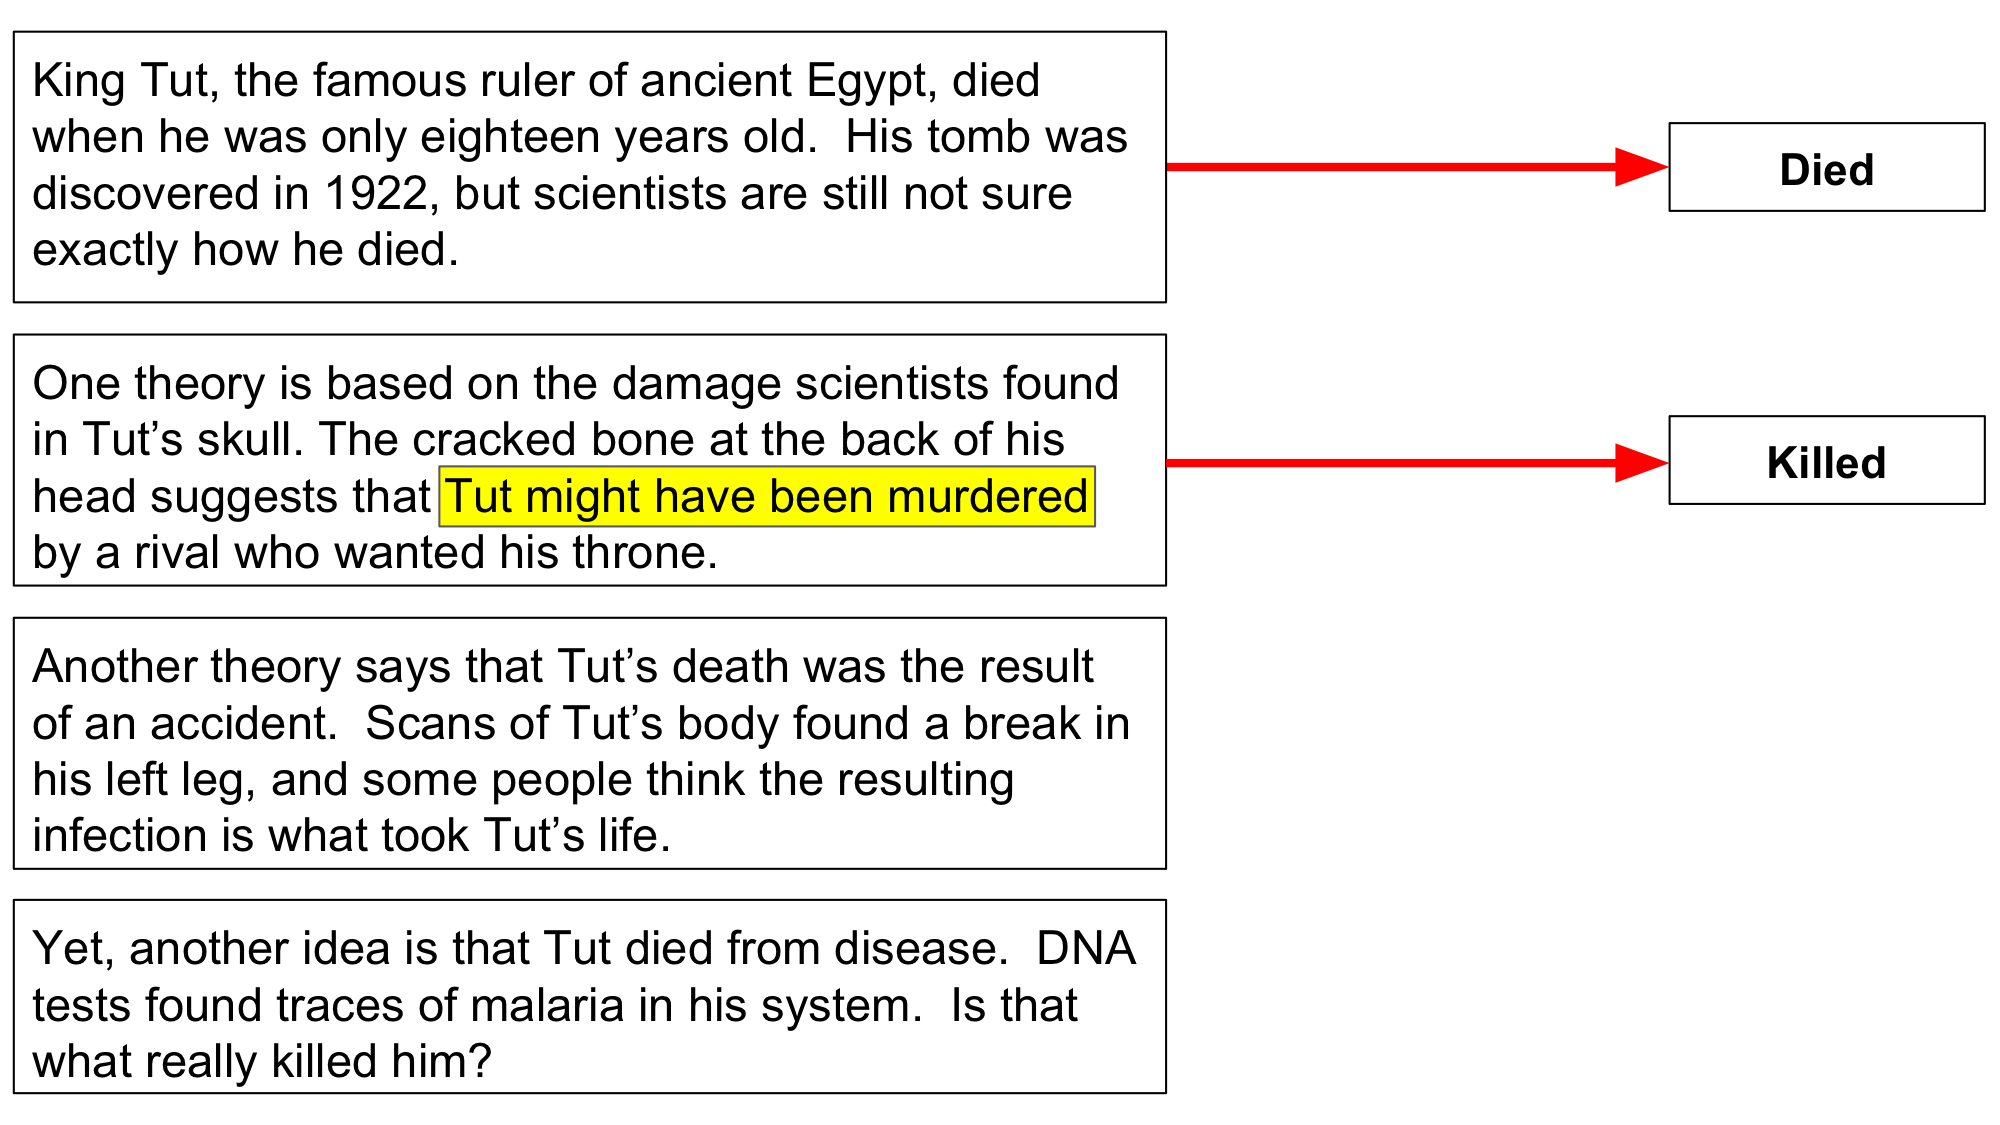 King Tut, the famous ruler of ancient Egypt, died
when he was only eighteen years old.  His tomb was
discovered in 1922, but scientists are still not sure
exactly how he died.
Died
One theory is based on the damage scientists found
in Tut’s skull. The cracked bone at the back of his
head suggests that Tut might have been murdered
by a rival who wanted his throne.
Killed
Another theory says that Tut’s death was the result
of an accident.  Scans of Tut’s body found a break in
his left leg, and some people think the resulting
infection is what took Tut’s life.
Yet, another idea is that Tut died from disease.  DNA
tests found traces of malaria in his system.  Is that
what really killed him?